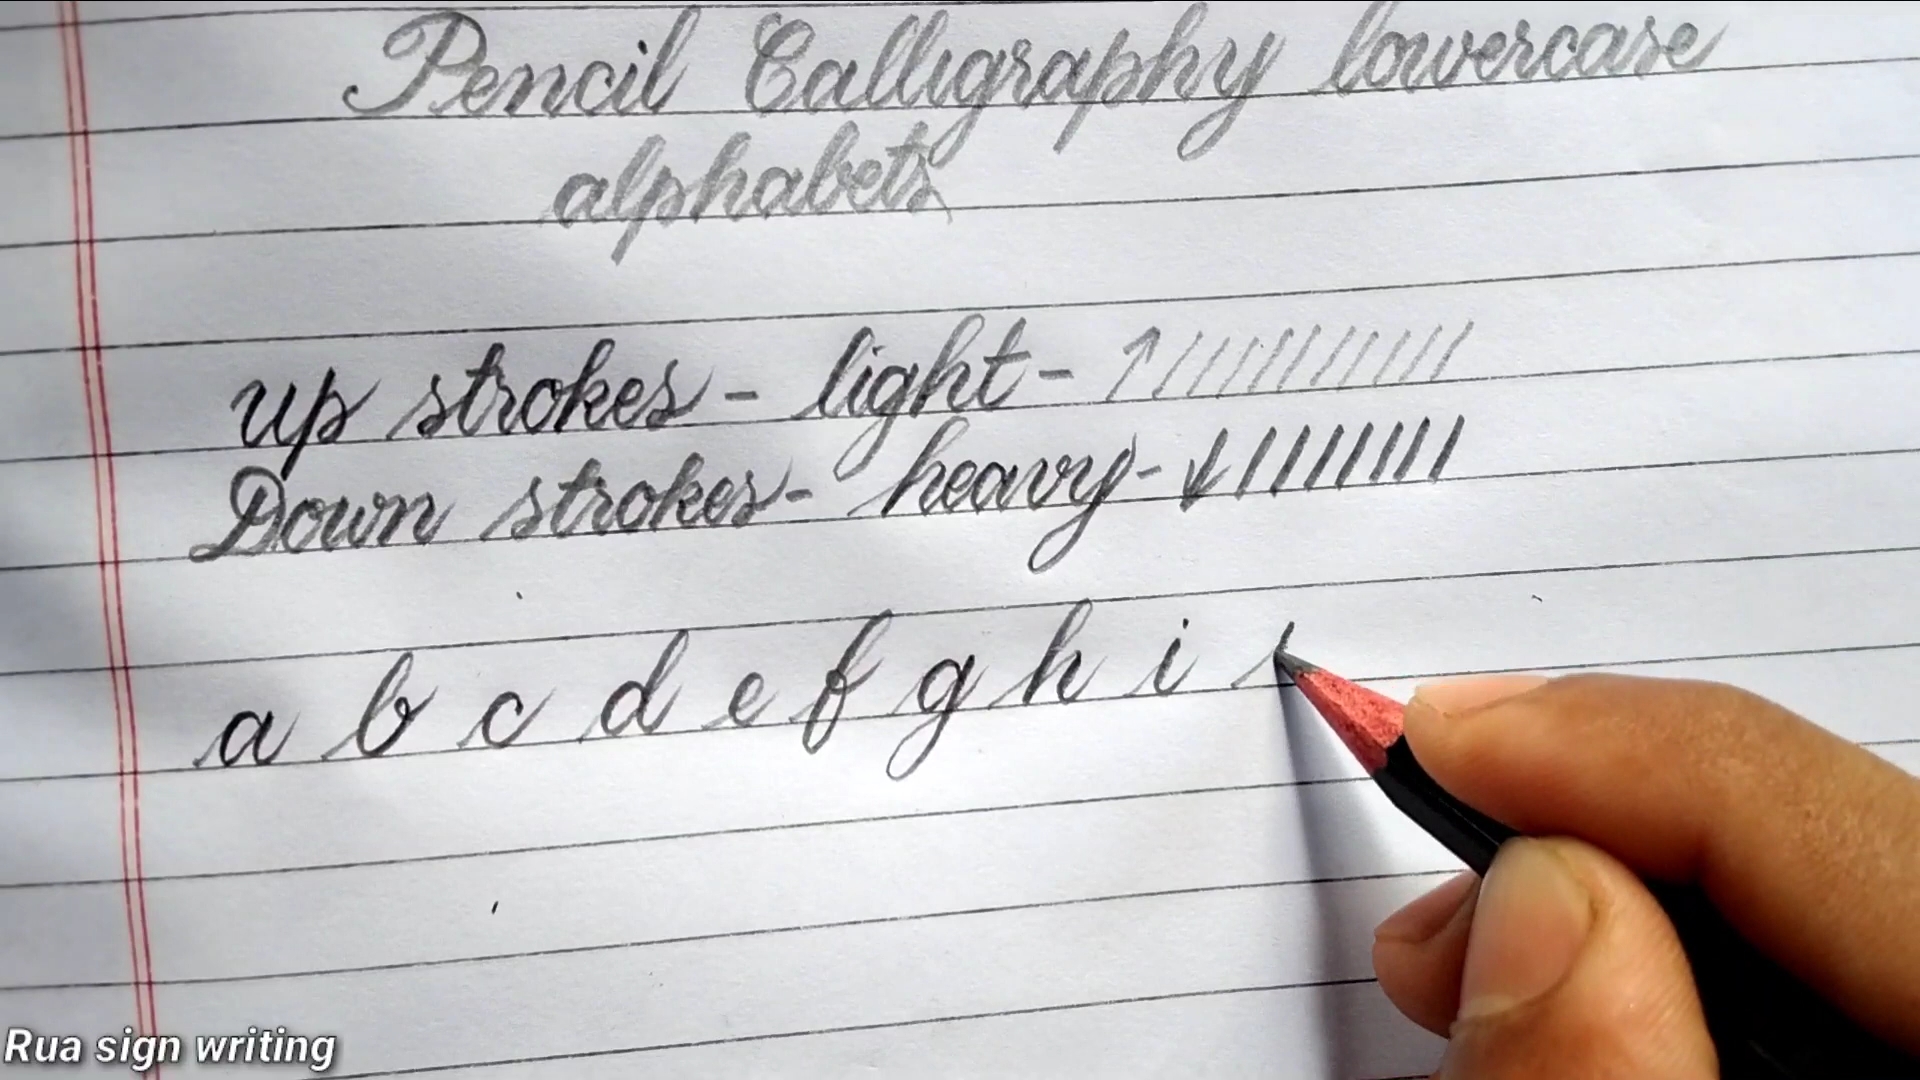 Pencil Calligraphy lowercase
alphabets
up strokes - light - ↑//////////
Down strokes - heavy - ↓////////
a b c d e f g h i
Rua sign writing